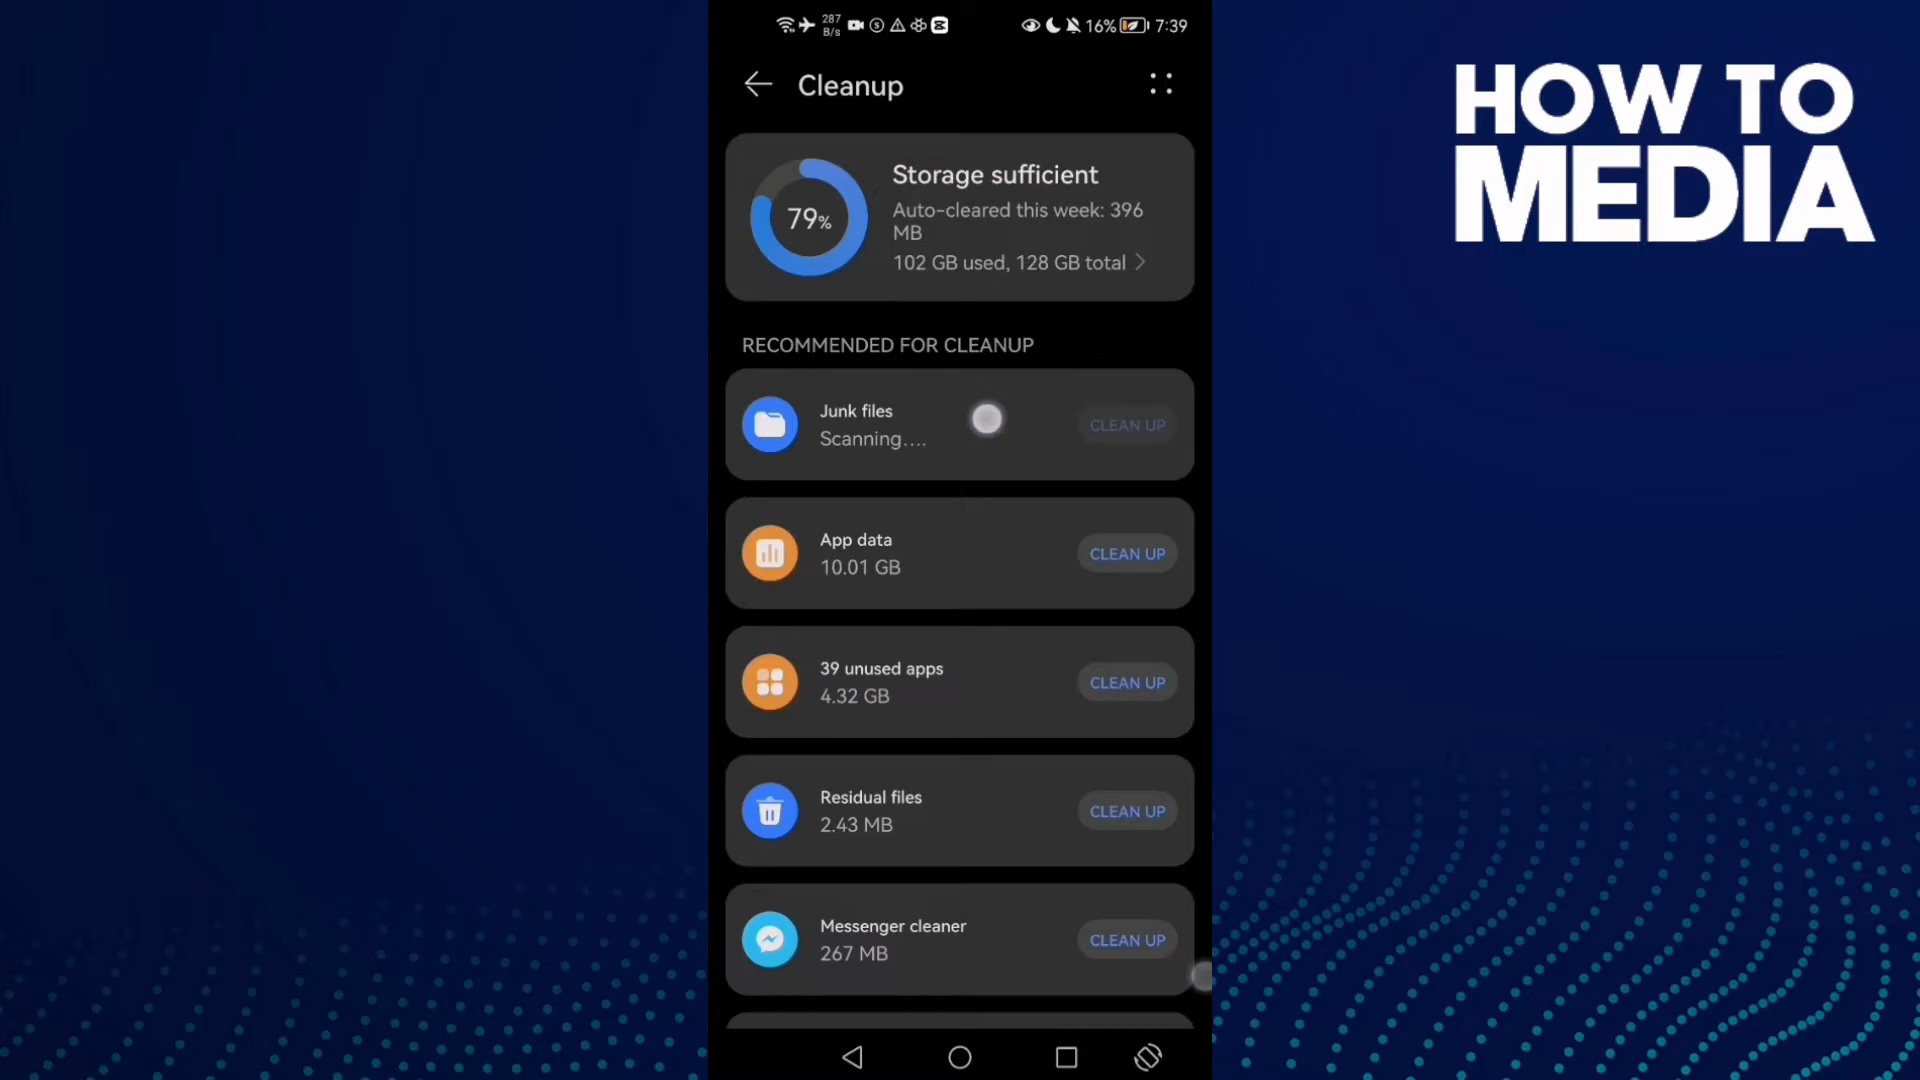 287
B/s
16%
7:39
Cleanup
79%
Storage sufficient
Auto-cleared this week: 396
MB
102 GB used, 128 GB total
RECOMMENDED FOR CLEANUP
Junk files
Scanning....
CLEAN UP
App data
10.01 GB
CLEAN UP
39 unused apps
4.32 GB
CLEAN UP
Residual files
2.43 MB
CLEAN UP
Messenger cleaner
267 MB
CLEAN UP
HOW TO
MEDIA